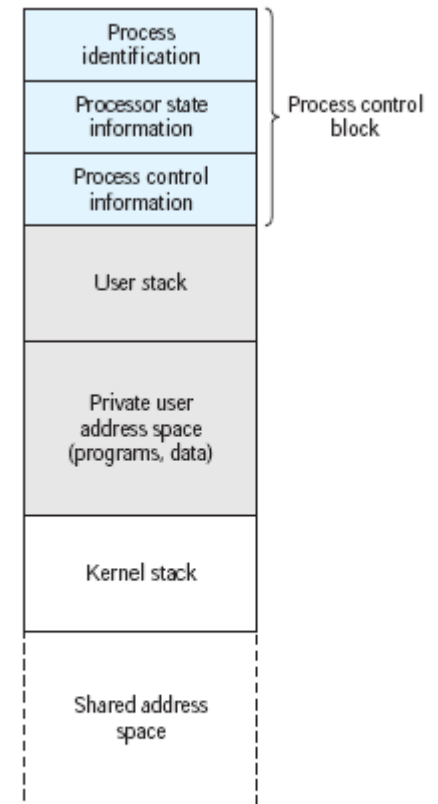 Process
identification
Processor state
information
Process control
information
Process control
block
User stack
Private user
address space
(programs, data)
Kernel stack
Shared address
space